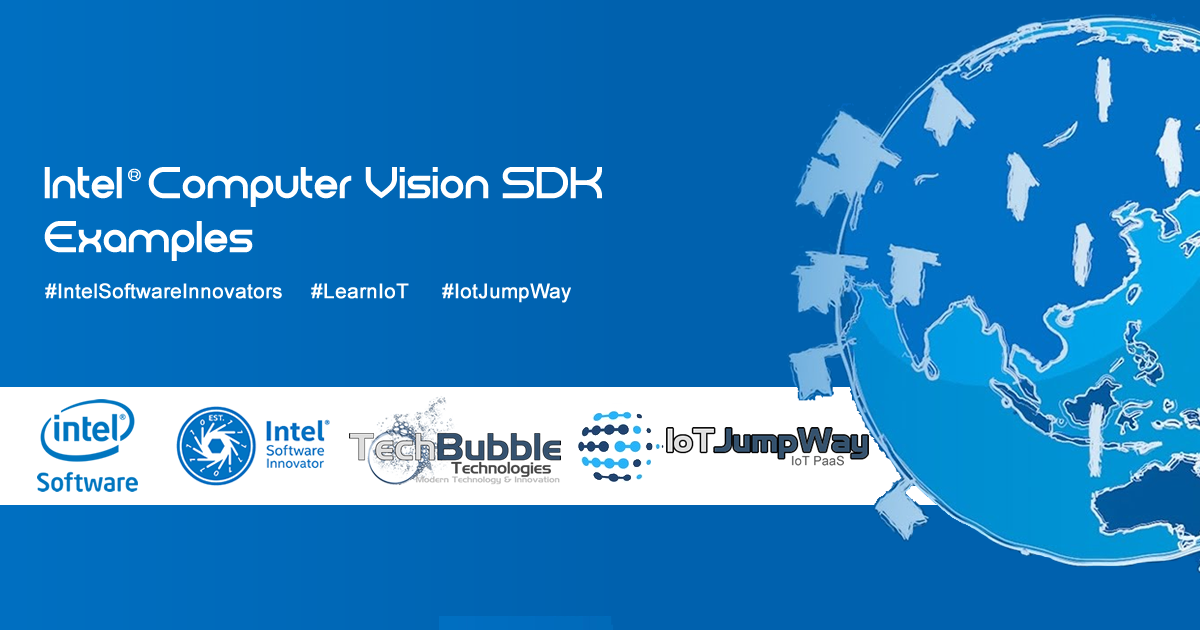 Intel® Computer Vision SDK
Examples
#IntelSoftwareInnovators #LearnIoT #IotJumpWay
intel®
Software
EST.
Intel®
Software
Innovator
TechBubble
Technologies
Modern Technology & Innovation
IoTJumpWay
IoT PaaS